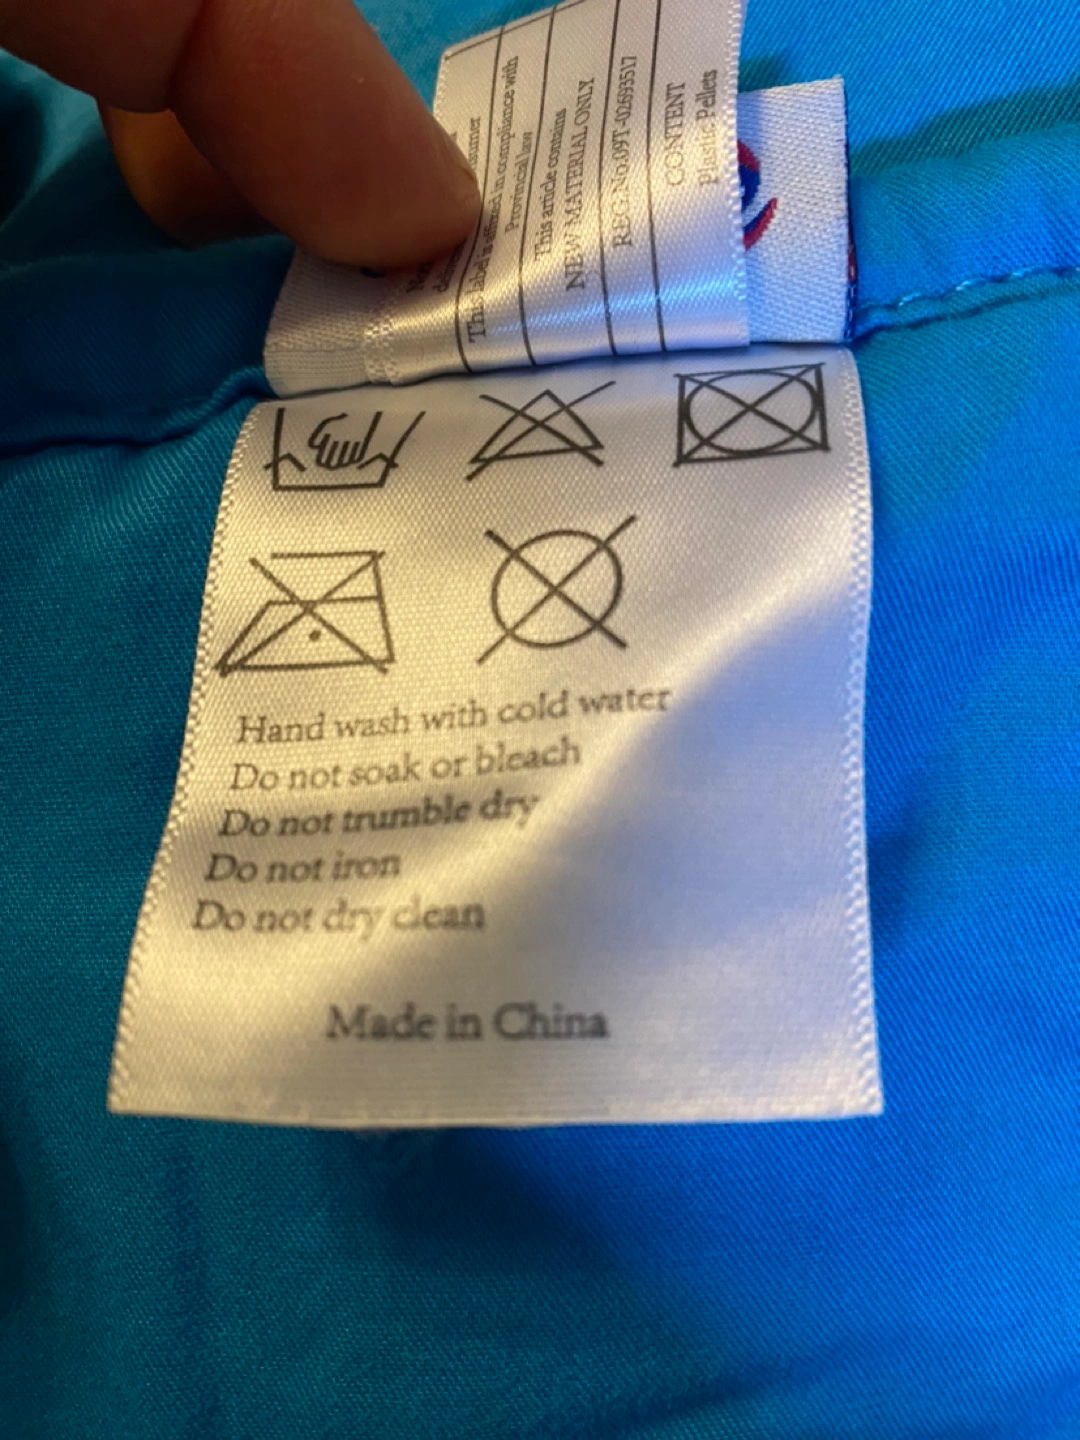 This label is affixed in compliance with
Provincial law
This article contains
NEW MATERIAL ONLY
REG.No.09T-02693517
CONTENT
Plastic Pellets
Hand wash with cold water
Do not soak or bleach
Do not trumble dry
Do not iron
Do not dry clean
Made in China